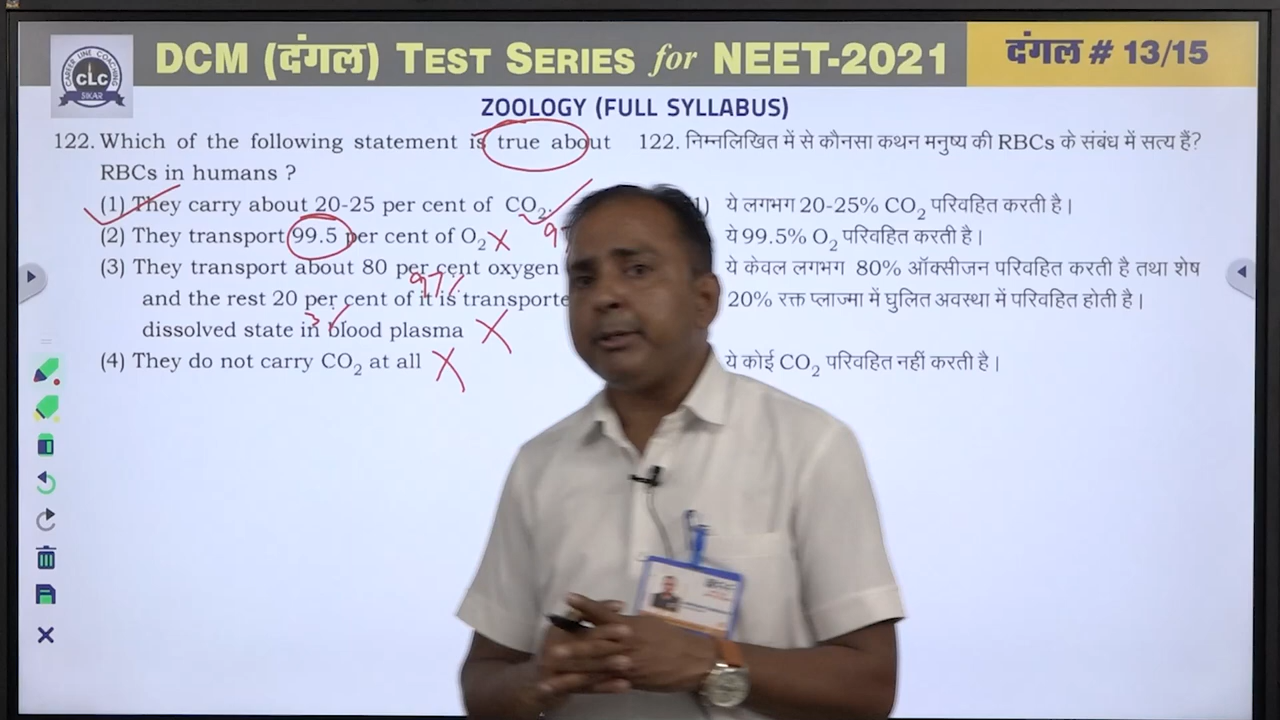 CAREER LINE COACHING
CLC
SIKAR
DCM (दंगल) TEST SERIES for NEET-2021
दंगल # 13/15
ZOOLOGY (FULL SYLLABUS)
122. Which of the following statement is true about
RBCs in humans ?
(1) They carry about 20-25 per cent of CO₂.
(2) They transport 99.5 per cent of O₂
(3) They transport about 80 per cent oxygen
97%
and the rest 20 per cent of it is transporte
3%
dissolved state in blood plasma
(4) They do not carry CO₂ at all
122. निम्नलिखित में से कौनसा कथन मनुष्य की RBCs के संबंध में सत्य हैं?
1) ये लगभग 20-25% CO₂ परिवहित करती है।
ये 99.5% O₂ परिवहित करती है।
ये केवल लगभग 80% ऑक्सीजन परिवहित करती है तथा शेष
20% रक्त प्लाज्मा में घुलित अवस्था में परिवहित होती है।
ये कोई CO₂ परिवहित नहीं करती है।